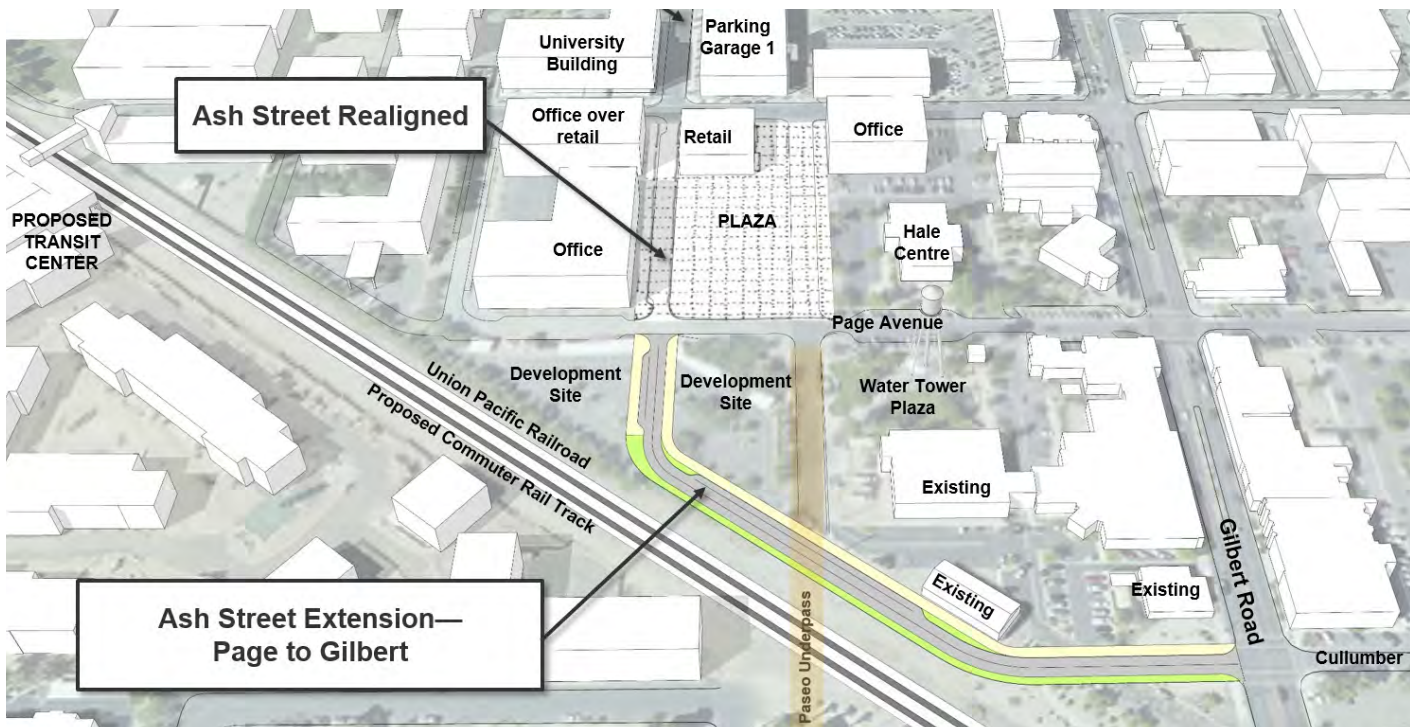 University
Building
Parking
Garage 1
Ash Street Realigned
Office over
retail
Retail
Office
PROPOSED
TRANSIT
CENTER
Office
PLAZA
Hale
Centre
Page Avenue
Union Pacific Railroad
Proposed Commuter Rail Track
Development
Site
Development
Site
Water Tower
Plaza
Existing
Gilbert Road
Ash Street Extension—
Page to Gilbert
Paseo Underpass
Existing
Existing
Cullumber